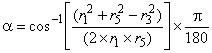 α = cos⁻¹[(r₁² + r₅² − r₃²) / (2 × r₁ × r₅)] × π/180